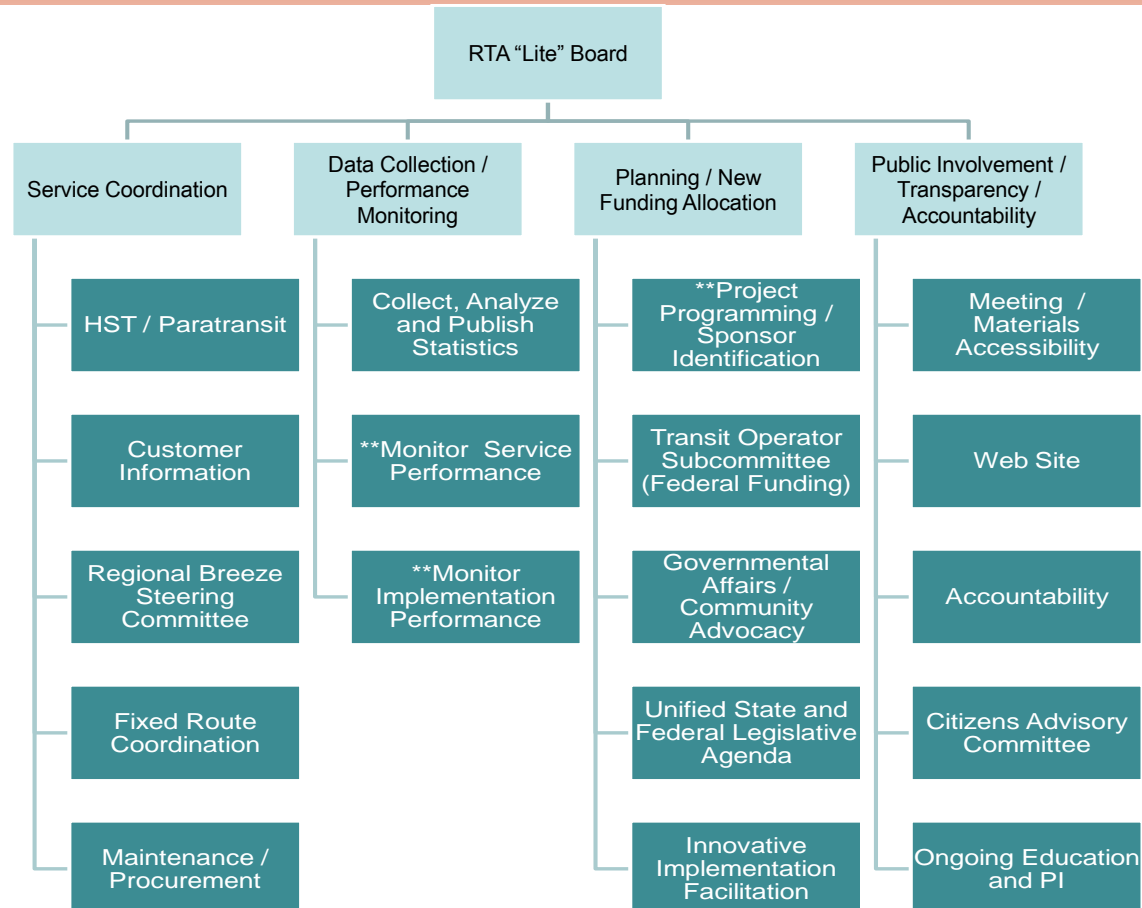 RTA “Lite” Board
Service Coordination
Data Collection /
Performance
Monitoring
Planning / New
Funding Allocation
Public Involvement /
Transparency /
Accountability
HST / Paratransit
Customer
Information
Regional Breeze
Steering
Committee
Fixed Route
Coordination
Maintenance /
Procurement
Collect, Analyze
and Publish
Statistics
**Monitor Service
Performance
**Monitor
Implementation
Performance
**Project
Programming /
Sponsor
Identification
Transit Operator
Subcommittee
(Federal Funding)
Governmental
Affairs /
Community
Advocacy
Unified State and
Federal Legislative
Agenda
Innovative
Implementation
Facilitation
Meeting /
Materials
Accessibility
Web Site
Accountability
Citizens Advisory
Committee
Ongoing Education
and PI